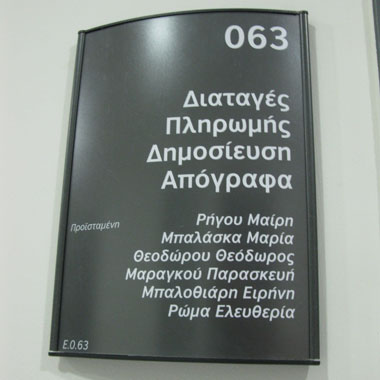 063
Διαταγές
Πληρωμής
Δημοσίευση
Απόγραφα
Προϊσταμένη Ρήγου Μαίρη
Μπαλάσκα Μαρία
Θεοδώρου Θεόδωρος
Μαραγκού Παρασκευή
Μπαλοθιάρη Ειρήνη
Ρώμα Ελευθερία
Ε.0.63